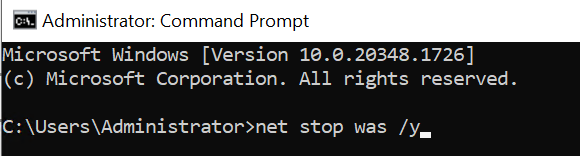 Administrator: Command Prompt
Microsoft Windows [Version 10.0.20348.1726]
(c) Microsoft Corporation. All rights reserved.
C:\Users\Administrator>net stop was /y